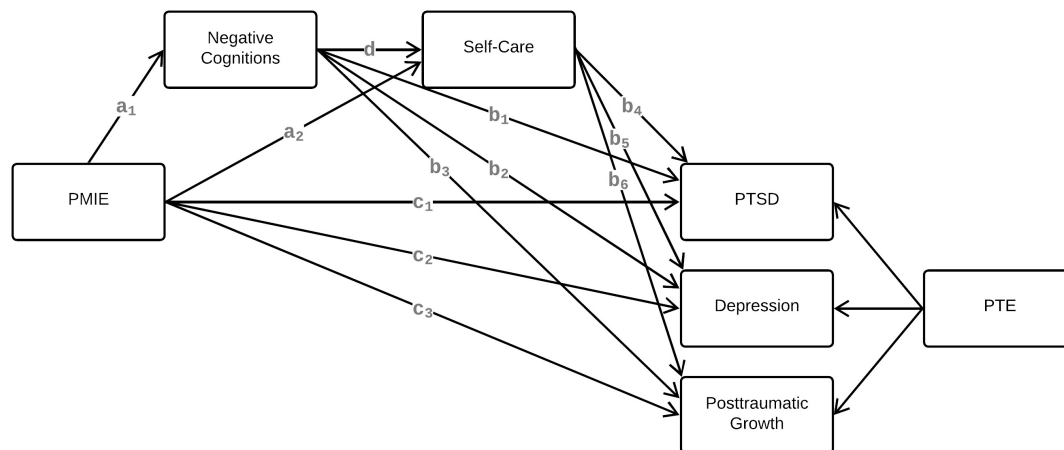 Negative
Cognitions
Self-Care
d
a₁
a₂
b₁
b₂
b₃
b₄
b₅
b₆
PMIE
c₁
c₂
c₃
PTSD
Depression
PTE
Posttraumatic
Growth